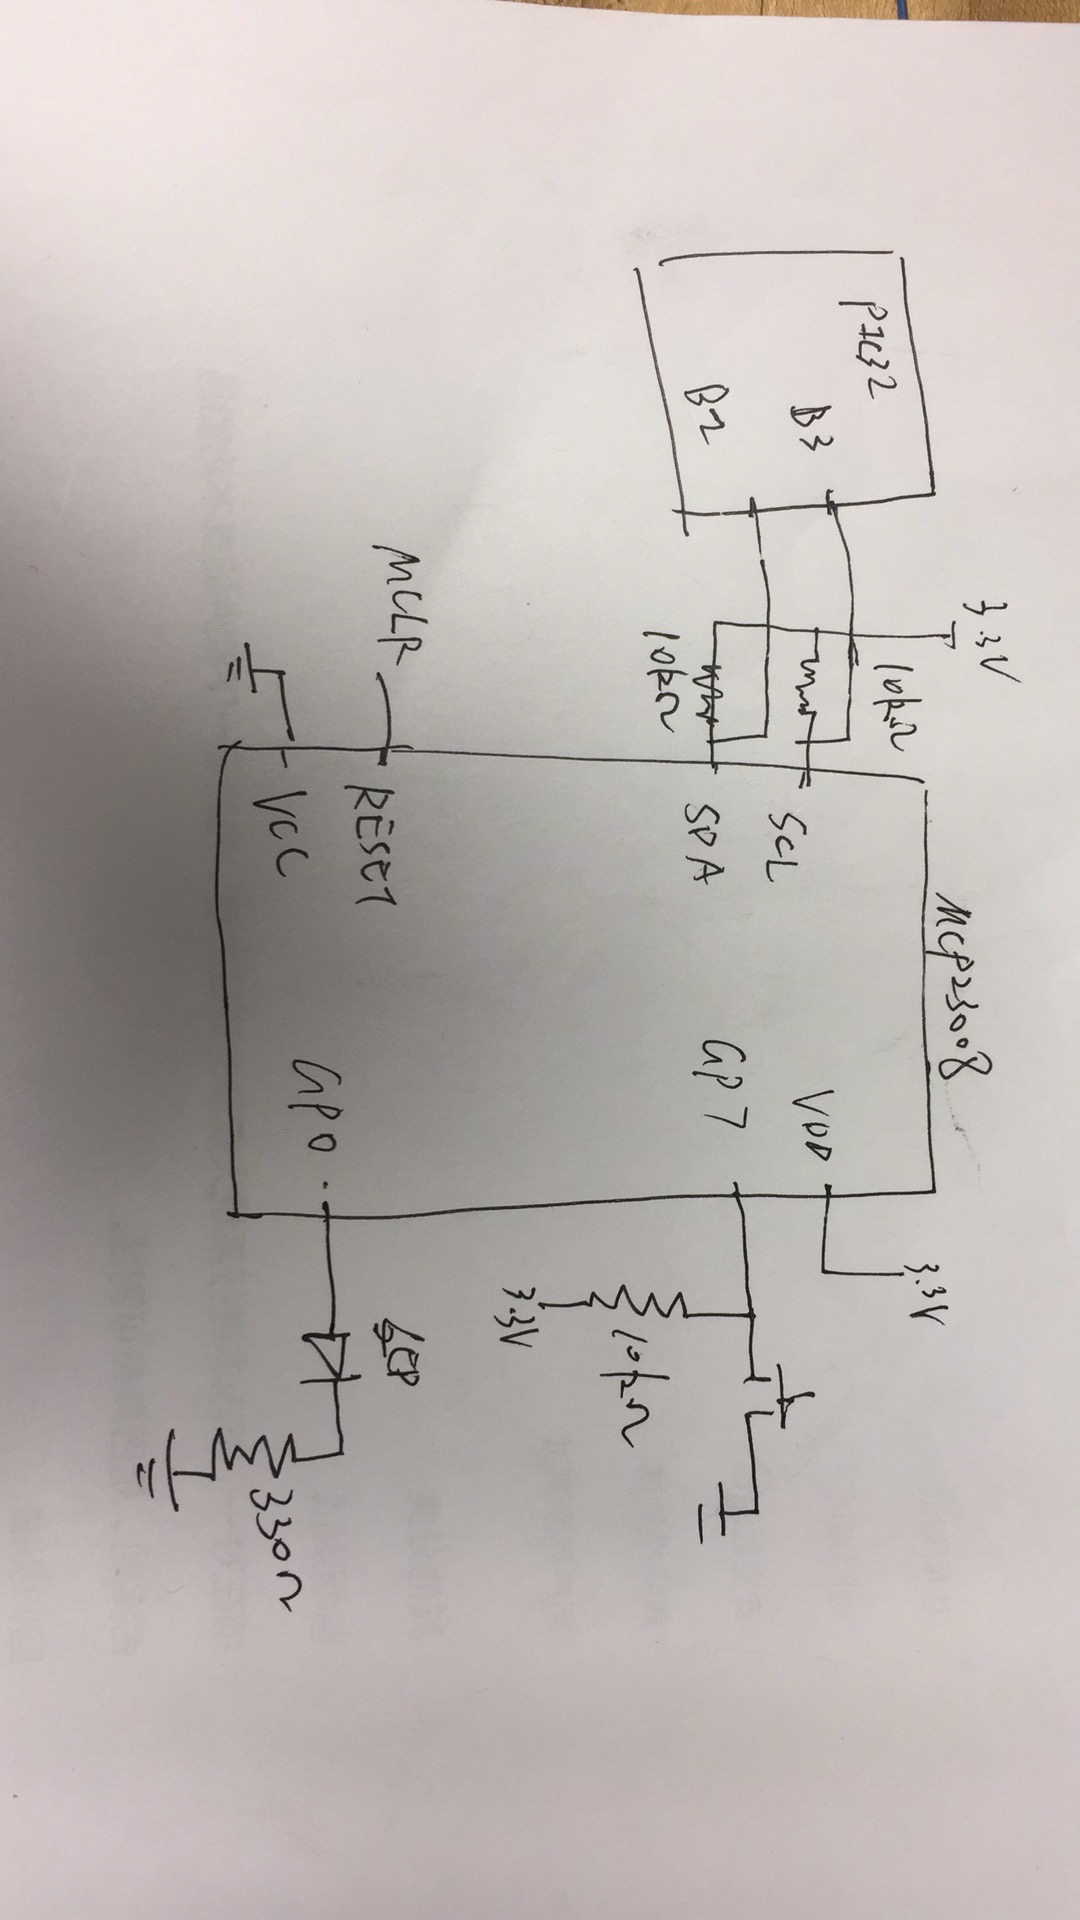 3.3V
PIC32
B3
B2
10kΩ
10kΩ
MCP23008
SCL
SDA
MCLR
RESET
VCC
VDD
3.3V
GP7
10kΩ
3.3V
GP0
LED
330Ω